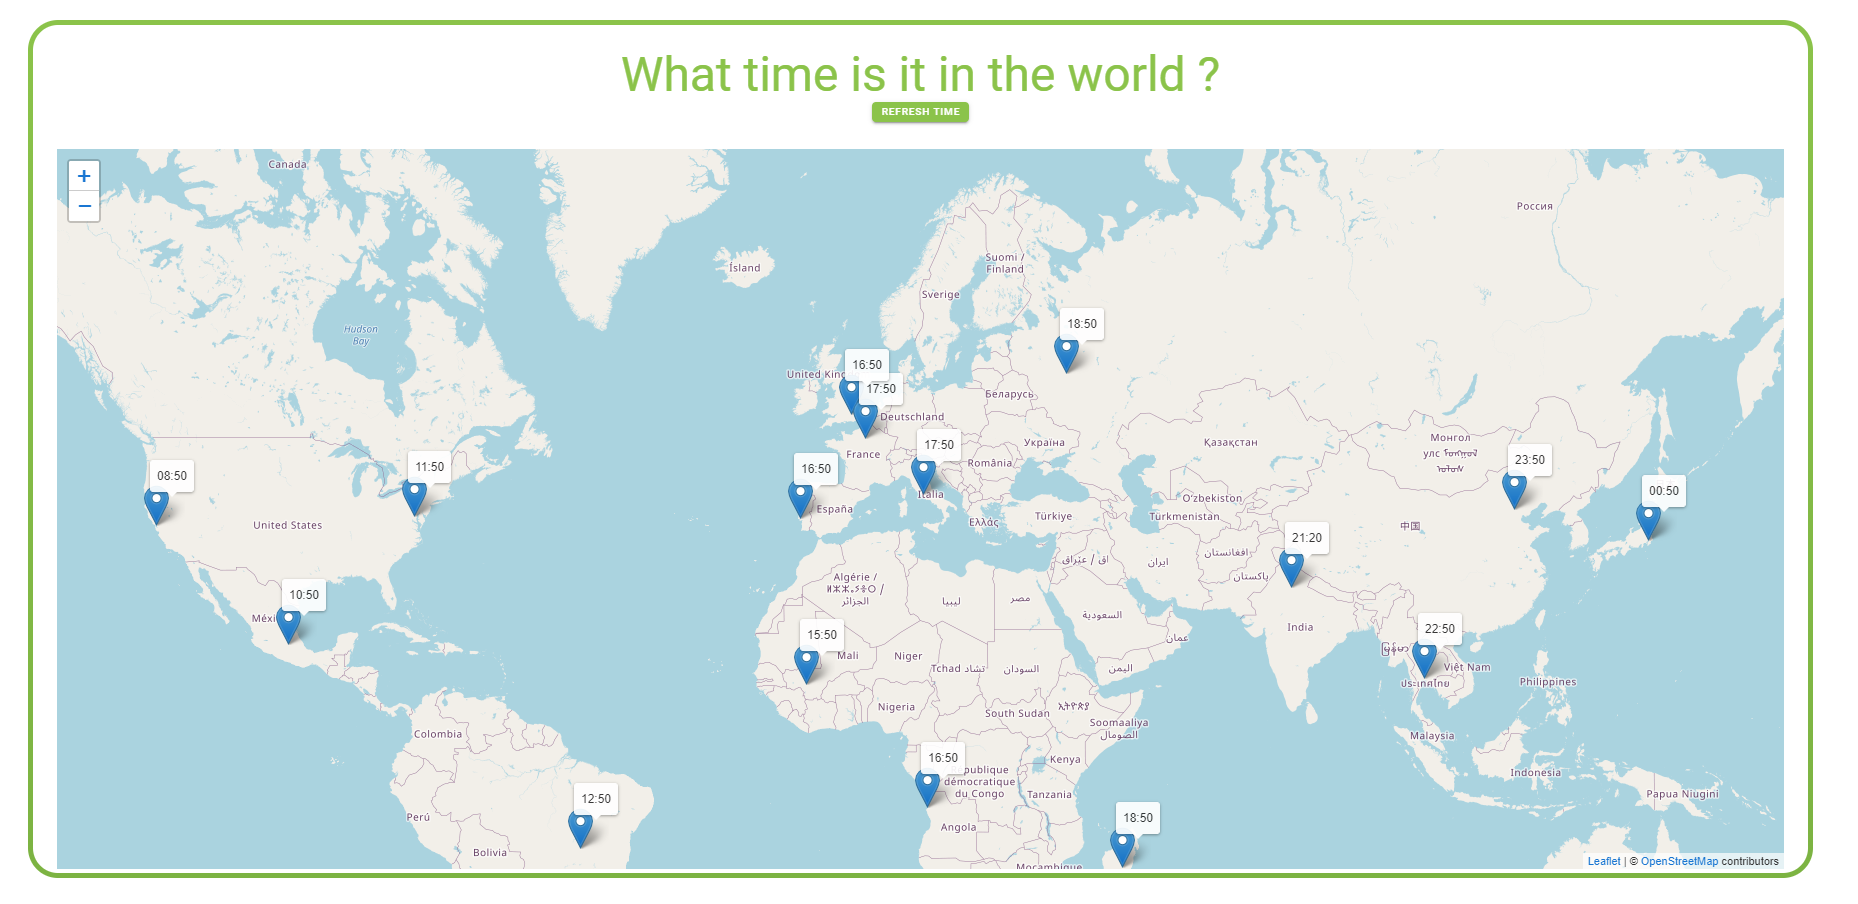 What time is it in the world ?
REFRESH TIME
+
−
Canada
Россия
Ísland
Suomi /
Finland
Sverige
Hudson
Bay
18:50
16:50
United King
17:50
Беларусь
Deutschland
Україна
Қазақстан
Монгол
улс
17:50
France
România
23:50
08:50
11:50
16:50
Italia
O'zbekiston
00:50
España
Ελλάς
Türkiye
Türkmenistan
United States
中国
21:20
افغانستان
ایران
پاکستان
Algérie /
ⵍⵣⵣⴰⵢⴻⵔ /
الجزائر
ليبيا
مصر
السعودية
10:50
Méxi
15:50
India
22:50
عمان
Mali
Niger
Tchad تشاد
السودان
اليمن
Việt Nam
ประเทศไทย
Philippines
Nigeria
South Sudan
ኢትዮጵያ
Soomaaliya
الصومال
Colombia
Malaysia
16:50
Kenya
publique
démocratique
du Congo
Indonesia
12:50
Tanzania
Papua Niugini
Perú
18:50
Angola
Bolivia
Moçambique
Leaflet | © OpenStreetMap contributors